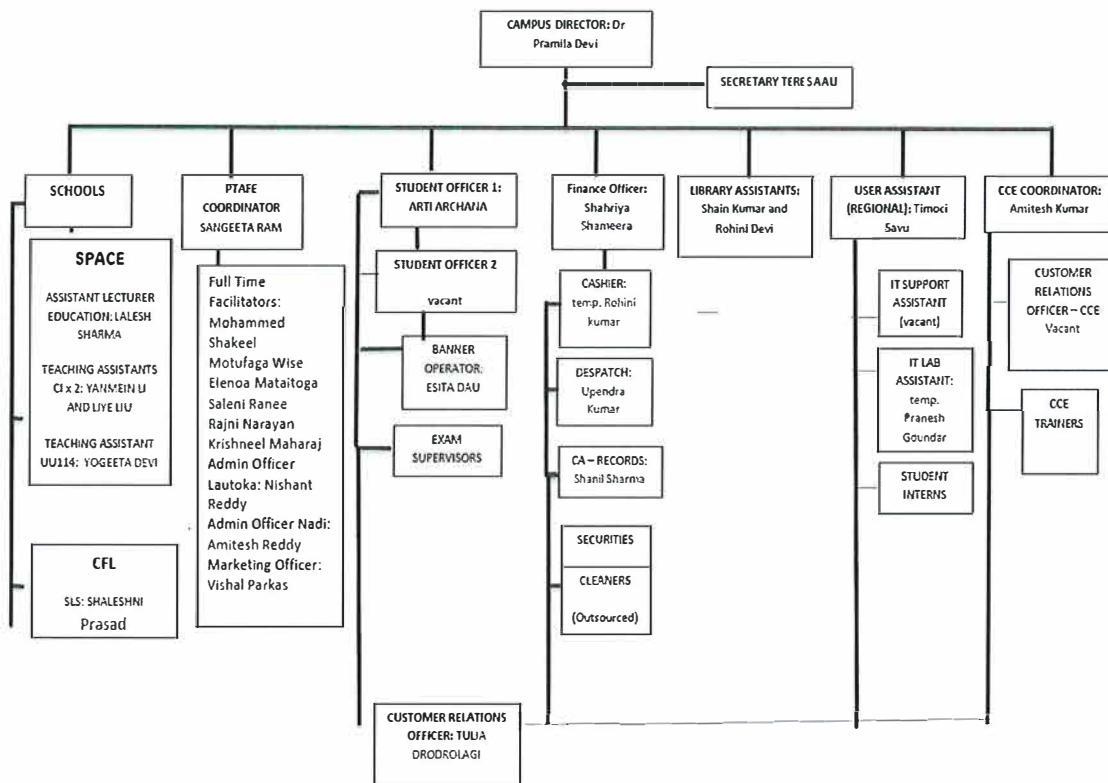 CAMPUS DIRECTOR: Dr
Pramila Devi
SECRETARY TERESA AU
SCHOOLS
PTAFE
COORDINATOR
SANGEETA RAM
STUDENT OFFICER 1:
ARTI ARCHANA
Finance Officer:
Shahriya
Shameera
LIBRARY ASSISTANTS:
Shain Kumar and
Rohini Devi
USER ASSISTANT
(REGIONAL): Timoci
Savu
CCE COORDINATOR:
Amitesh Kumar
SPACE
ASSISTANT LECTURER
EDUCATION: LALESH
SHARMA
TEACHING ASSISTANTS
CI x 2: YANMEIN LI
AND LIYE LIU
TEACHING ASSISTANT
UU114: YOGEETA DEVI
CFL
SLS: SHALESHNI
Prasad
Full Time
Facilitators:
Mohammed
Shakeel
Motufaga Wise
Elenoa Mataitoga
Saleni Ranee
Rajni Narayan
Krishneel Maharaj
Admin Officer
Lautoka: Nishant
Reddy
Admin Officer Nadi:
Amitesh Reddy
Marketing Officer:
Vishal Parkas
STUDENT OFFICER 2
vacant
BANNER
OPERATOR:
ESITA DAU
EXAM
SUPERVISORS
CUSTOMER RELATIONS
OFFICER: TULIA
DRODROLAGI
CASHIER:
temp. Rohini
kumar
DESPATCH:
Upendra
Kumar
CA – RECORDS:
Shanil Sharma
SECURITIES
CLEANERS
(Outsourced)
IT SUPPORT
ASSISTANT
(vacant)
IT LAB
ASSISTANT:
temp.
Pranesh
Goundar
STUDENT
INTERNS
CUSTOMER
RELATIONS
OFFICER – CCE
Vacant
CCE
TRAINERS